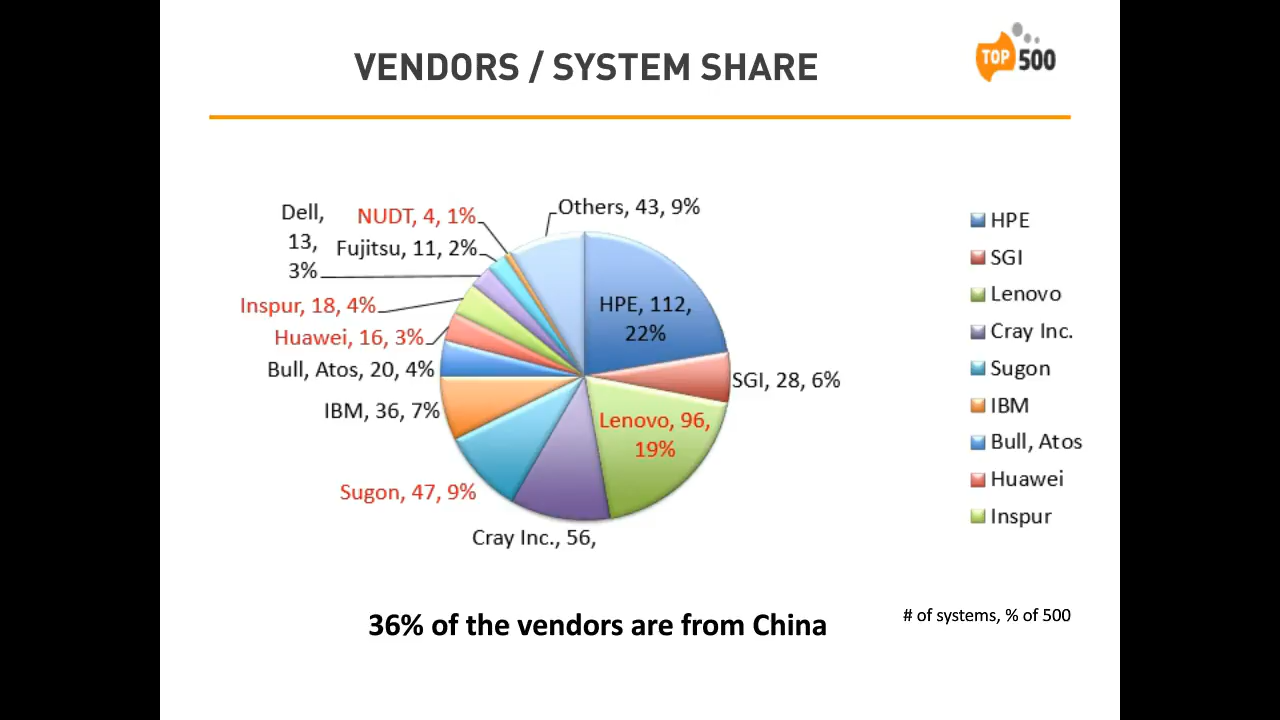 VENDORS / SYSTEM SHARE
TOP 500
Others, 43, 9%
NUDT, 4, 1%
Dell,
13,
3%
Fujitsu, 11, 2%
Inspur, 18, 4%
Huawei, 16, 3%
Bull, Atos, 20, 4%
IBM, 36, 7%
Sugon, 47, 9%
Cray Inc., 56,
HPE, 112,
22%
SGI, 28, 6%
Lenovo, 96,
19%
HPE
SGI
Lenovo
Cray Inc.
Sugon
IBM
Bull, Atos
Huawei
Inspur
36% of the vendors are from China
# of systems, % of 500